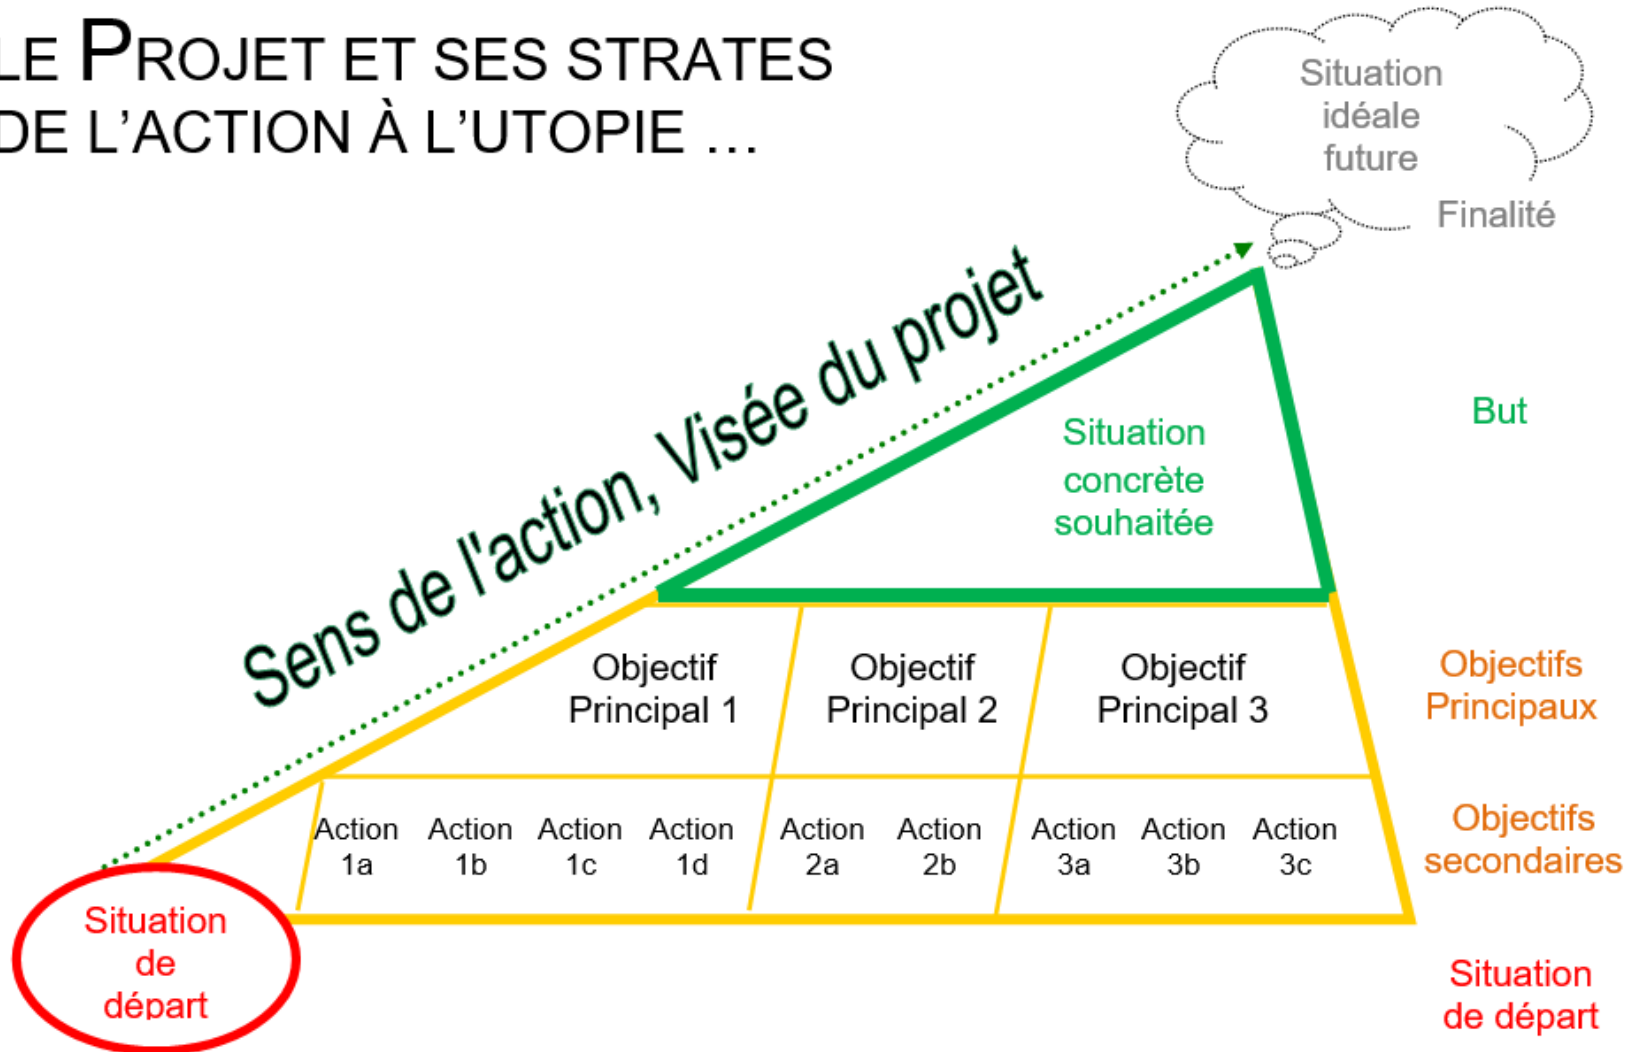 LE PROJET ET SES STRATES
DE L'ACTION À L'UTOPIE …
Situation
idéale
future
Finalité
Sens de l'action, Visée du projet
Situation
concrète
souhaitée
But
Objectif
Principal 1
Objectif
Principal 2
Objectif
Principal 3
Objectifs
Principaux
Action
1a
Action
1b
Action
1c
Action
1d
Action
2a
Action
2b
Action
3a
Action
3b
Action
3c
Objectifs
secondaires
Situation
de
départ
Situation
de départ